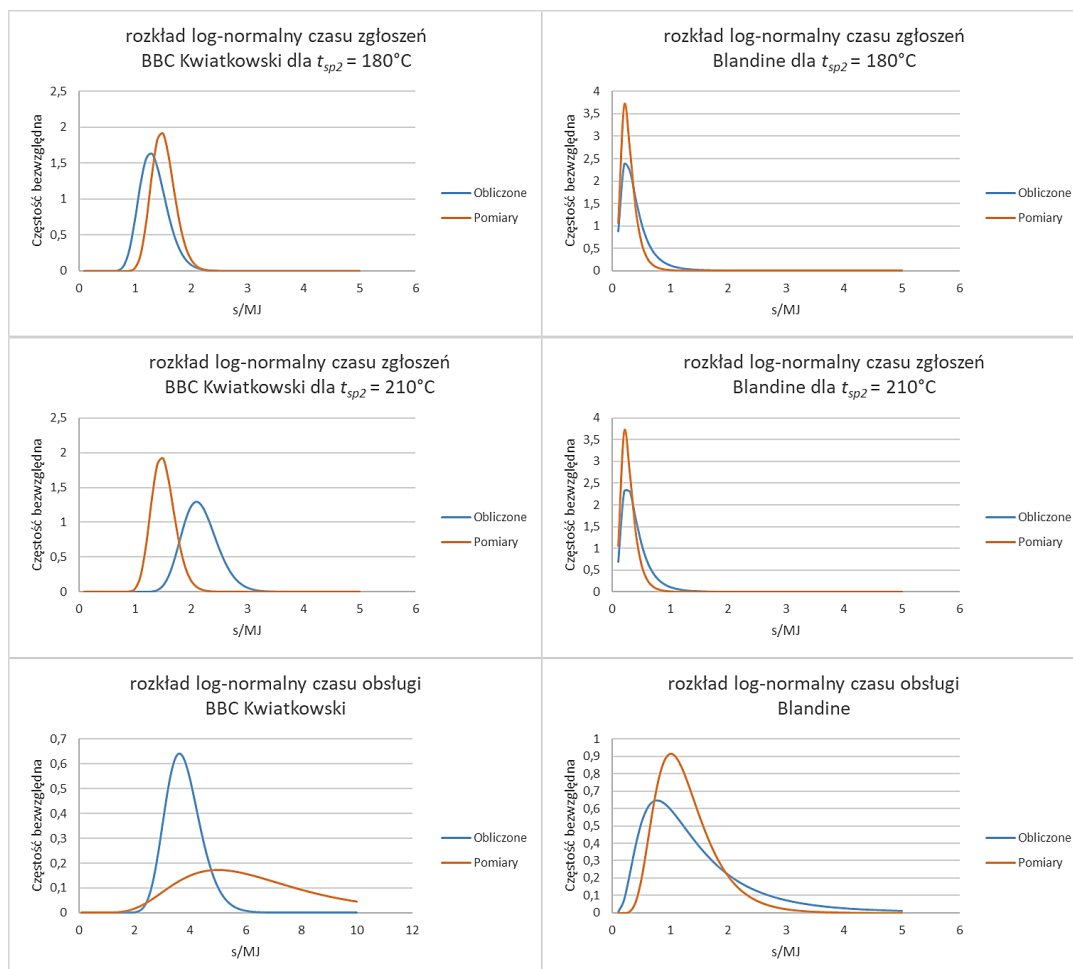 rozkład log-normalny czasu zgłoszeń
BBC Kwiatkowski dla tsp2 = 180°C
Częstość bezwzględna
2,5
2
1,5
1
0,5
0
0 1 2 3 4 5 6
s/MJ
Obliczone
Pomiary
rozkład log-normalny czasu zgłoszeń
Blandine dla tsp2 = 180°C
Częstość bezwzględna
4
3,5
3
2,5
2
1,5
1
0,5
0
0 1 2 3 4 5 6
s/MJ
Obliczone
Pomiary
rozkład log-normalny czasu zgłoszeń
BBC Kwiatkowski dla tsp2 = 210°C
Częstość bezwzględna
2,5
2
1,5
1
0,5
0
0 1 2 3 4 5 6
s/MJ
Obliczone
Pomiary
rozkład log-normalny czasu zgłoszeń
Blandine dla tsp2 = 210°C
Częstość bezwzględna
4
3,5
3
2,5
2
1,5
1
0,5
0
0 1 2 3 4 5 6
s/MJ
Obliczone
Pomiary
rozkład log-normalny czasu obsługi
BBC Kwiatkowski
Częstość bezwzględna
0,7
0,6
0,5
0,4
0,3
0,2
0,1
0
0 2 4 6 8 10 12
s/MJ
Obliczone
Pomiary
rozkład log-normalny czasu obsługi
Blandine
Częstość bezwzględna
1
0,9
0,8
0,7
0,6
0,5
0,4
0,3
0,2
0,1
0
0 1 2 3 4 5 6
s/MJ
Obliczone
Pomiary